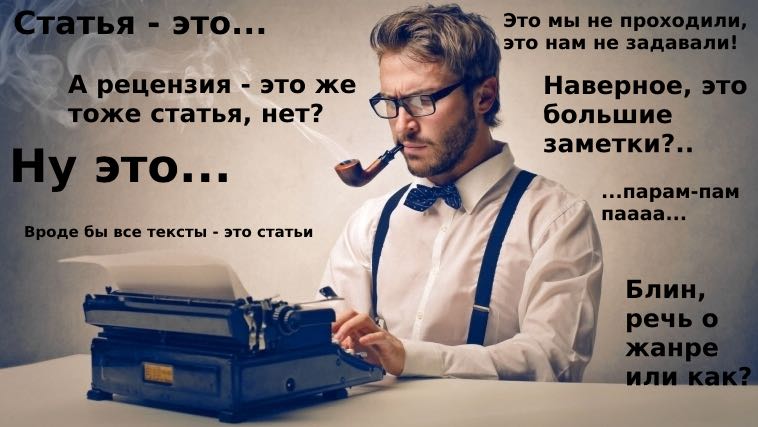 Статья - это...
Это мы не проходили,
это нам не задавали!
А рецензия - это же
тоже статья, нет?
Наверное, это
большие
заметки?..
Ну это...
...парам-пам
паааа...
Вроде бы все тексты - это статьи
Блин,
речь о
жанре
или как?